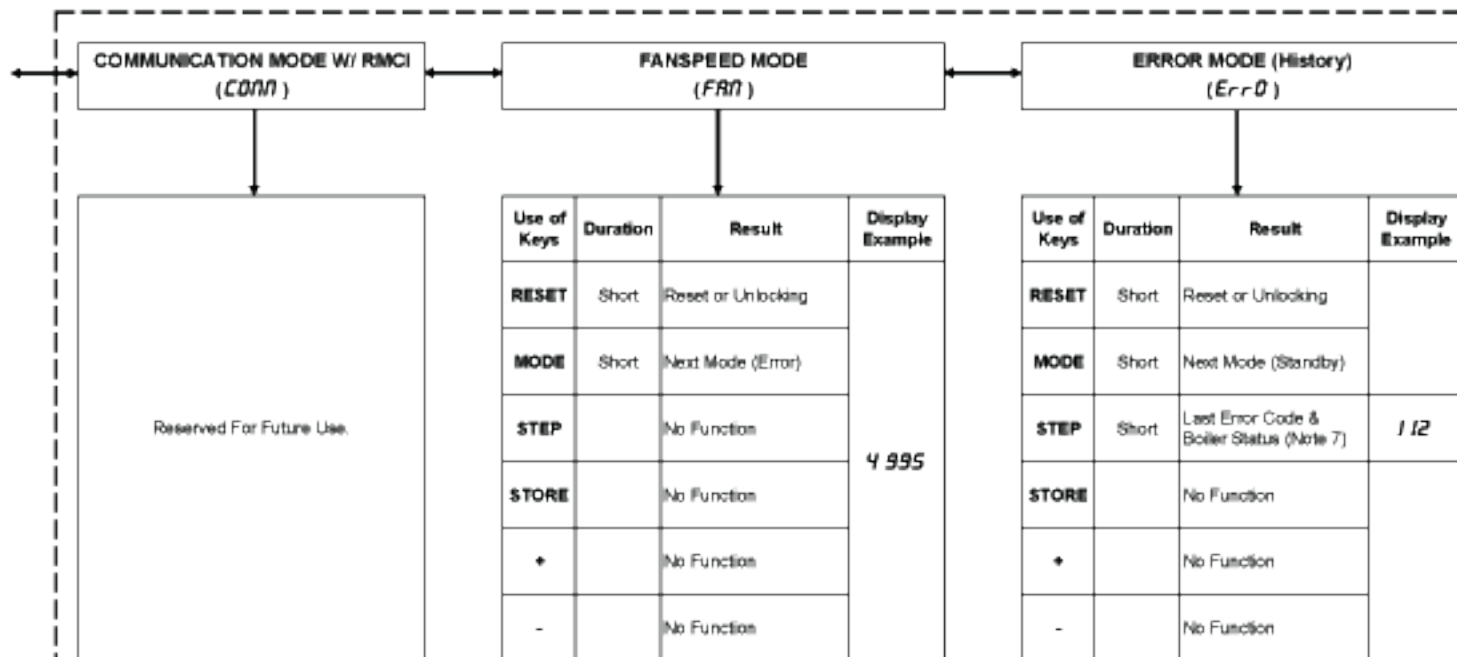 COMMUNICATION MODE W/ RMCI
(CONN)
FANSPEED MODE
(FAN)
ERROR MODE (History)
(Err0)
Reserved For Future Use.
Use of Keys Duration Result Display Example
RESET Short Reset or Unlocking
MODE Short Next Mode (Error)
STEP No Function
4 995
STORE No Function
+ No Function
- No Function
Use of Keys Duration Result Display Example
RESET Short Reset or Unlocking
MODE Short Next Mode (Standby)
STEP Short Last Error Code & Boiler Status (Note 7) 1 12
STORE No Function
+ No Function
- No Function